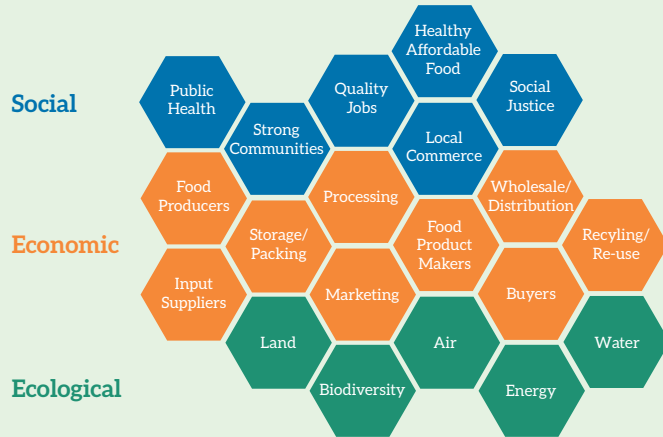 Social
Healthy
Affordable
Food
Public
Health
Quality
Jobs
Social
Justice
Strong
Communities
Local
Commerce
Economic
Food
Producers
Processing
Wholesale/
Distribution
Storage/
Packing
Food
Product
Makers
Recyling/
Re-use
Input
Suppliers
Marketing
Buyers
Ecological
Land
Air
Water
Biodiversity
Energy